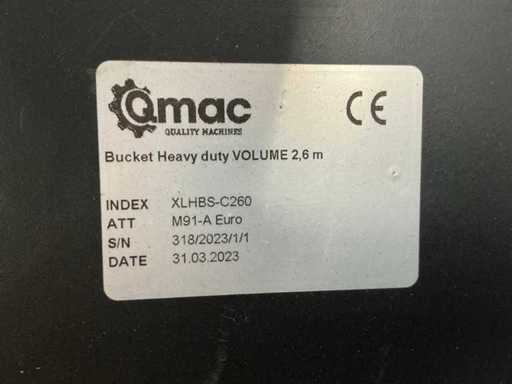 Qmac
QUALITY MACHINES
CE
Bucket Heavy duty VOLUME 2,6 m
INDEX XLHBS-C260
ATT M91-A Euro
S/N 318/2023/1/1
DATE 31.03.2023